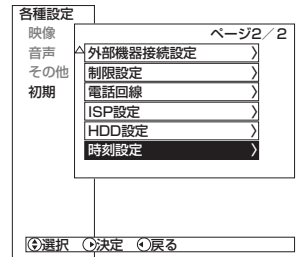 各種設定
映像
音声
その他
初期
ページ2／2
外部機器接続設定
制限設定
電話回線
ISP設定
HDD設定
時刻設定
選択 決定 戻る